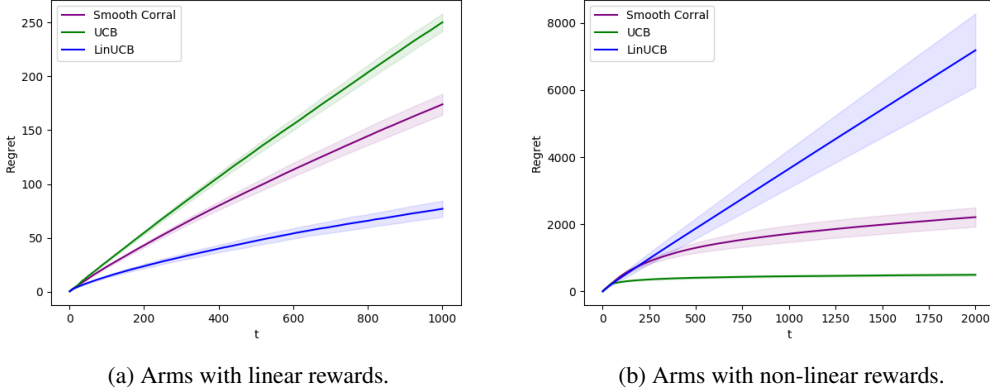 Smooth Corral
UCB
LinUCB
250
200
150
100
50
0
Regret
0
200
400
600
800
1000
t
(a) Arms with linear rewards.
Smooth Corral
UCB
LinUCB
8000
6000
4000
2000
0
Regret
0
250
500
750
1000
1250
1500
1750
2000
t
(b) Arms with non-linear rewards.